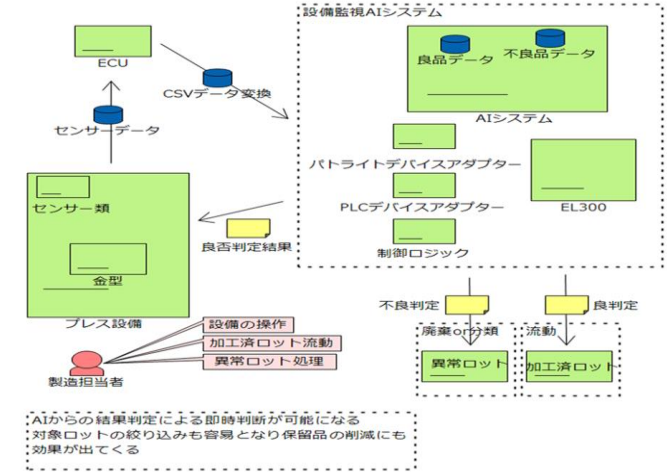 設備監視AIシステム
良品データ
不良品データ
AIシステム
ECU
CSVデータ変換
センサーデータ
パトライトデバイスアダプター
PLCデバイスアダプター
EL300
制御ロジック
センサー類
金型
プレス設備
良否判定結果
不良判定
良判定
廃棄or分類
流動
異常ロット
加工済ロット
設備の操作
加工済ロット流動
異常ロット処理
製造担当者
AIからの結果判定による即時判断が可能になる
対象ロットの絞り込みも容易となり保留品の削減にも
効果が出てくる